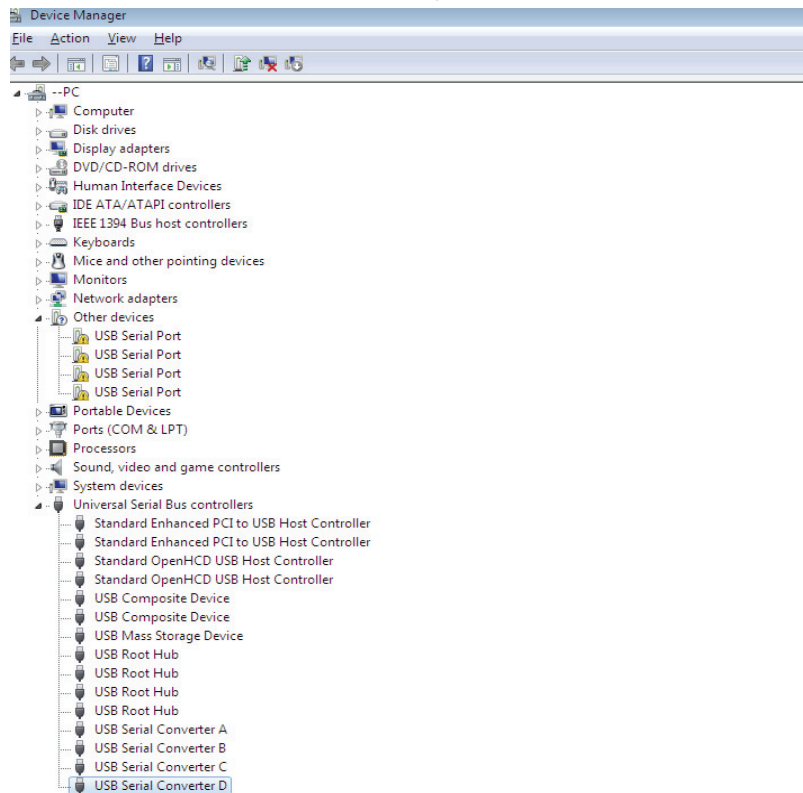 Device Manager
File Action View Help
--PC
Computer
Disk drives
Display adapters
DVD/CD-ROM drives
Human Interface Devices
IDE ATA/ATAPI controllers
IEEE 1394 Bus host controllers
Keyboards
Mice and other pointing devices
Monitors
Network adapters
Other devices
USB Serial Port
USB Serial Port
USB Serial Port
USB Serial Port
Portable Devices
Ports (COM & LPT)
Processors
Sound, video and game controllers
System devices
Universal Serial Bus controllers
Standard Enhanced PCI to USB Host Controller
Standard Enhanced PCI to USB Host Controller
Standard OpenHCD USB Host Controller
Standard OpenHCD USB Host Controller
USB Composite Device
USB Composite Device
USB Mass Storage Device
USB Root Hub
USB Root Hub
USB Root Hub
USB Root Hub
USB Serial Converter A
USB Serial Converter B
USB Serial Converter C
USB Serial Converter D